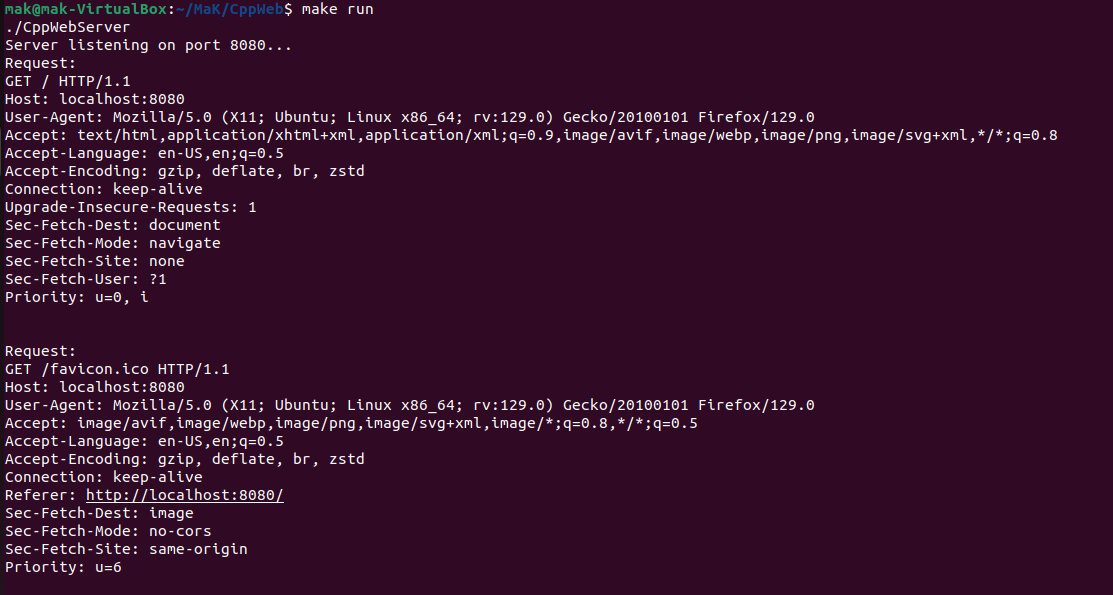 mak@mak-VirtualBox:~/MaK/CppWeb$ make run
./CppWebServer
Server listening on port 8080...
Request:
GET / HTTP/1.1
Host: localhost:8080
User-Agent: Mozilla/5.0 (X11; Ubuntu; Linux x86_64; rv:129.0) Gecko/20100101 Firefox/129.0
Accept: text/html,application/xhtml+xml,application/xml;q=0.9,image/avif,image/webp,image/png,image/svg+xml,*/*;q=0.8
Accept-Language: en-US,en;q=0.5
Accept-Encoding: gzip, deflate, br, zstd
Connection: keep-alive
Upgrade-Insecure-Requests: 1
Sec-Fetch-Dest: document
Sec-Fetch-Mode: navigate
Sec-Fetch-Site: none
Sec-Fetch-User: ?1
Priority: u=0, i
Request:
GET /favicon.ico HTTP/1.1
Host: localhost:8080
User-Agent: Mozilla/5.0 (X11; Ubuntu; Linux x86_64; rv:129.0) Gecko/20100101 Firefox/129.0
Accept: image/avif,image/webp,image/png,image/svg+xml,image/*;q=0.8,*/*;q=0.5
Accept-Language: en-US,en;q=0.5
Accept-Encoding: gzip, deflate, br, zstd
Connection: keep-alive
Referer: http://localhost:8080/
Sec-Fetch-Dest: image
Sec-Fetch-Mode: no-cors
Sec-Fetch-Site: same-origin
Priority: u=6